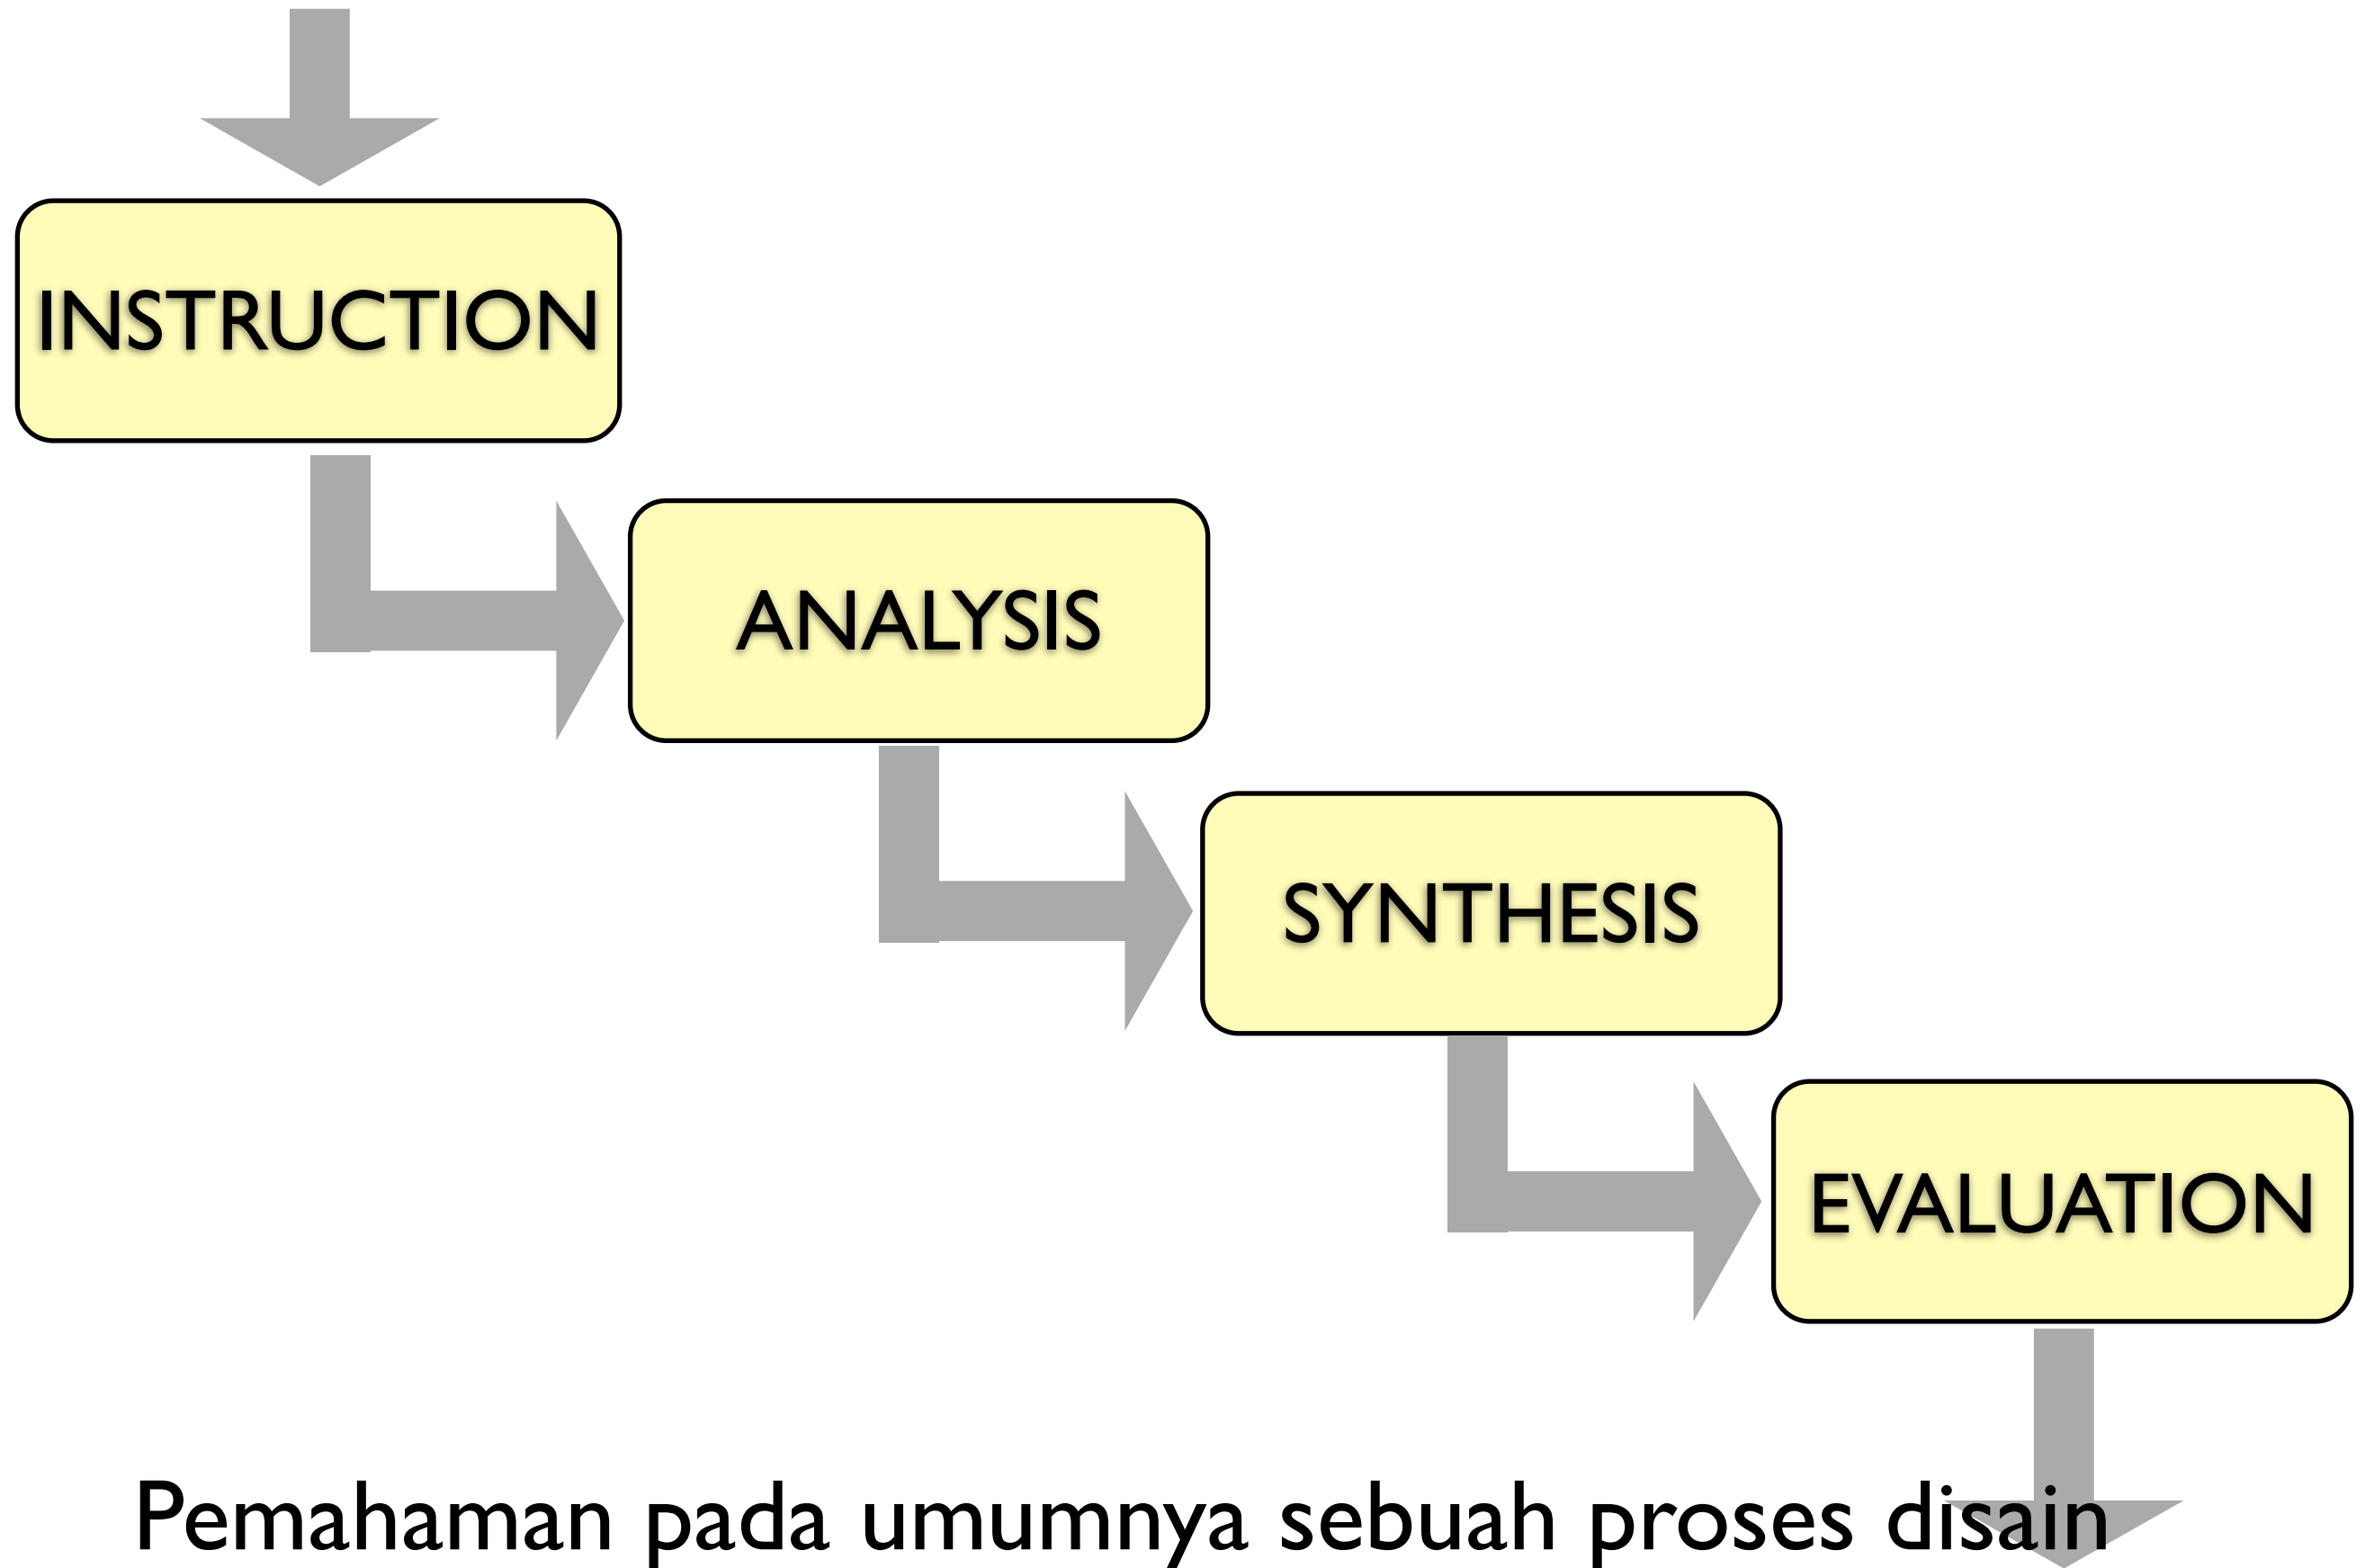 INSTRUCTION
ANALYSIS
SYNTHESIS
EVALUATION
Pemahaman pada umumnya sebuah proses disain